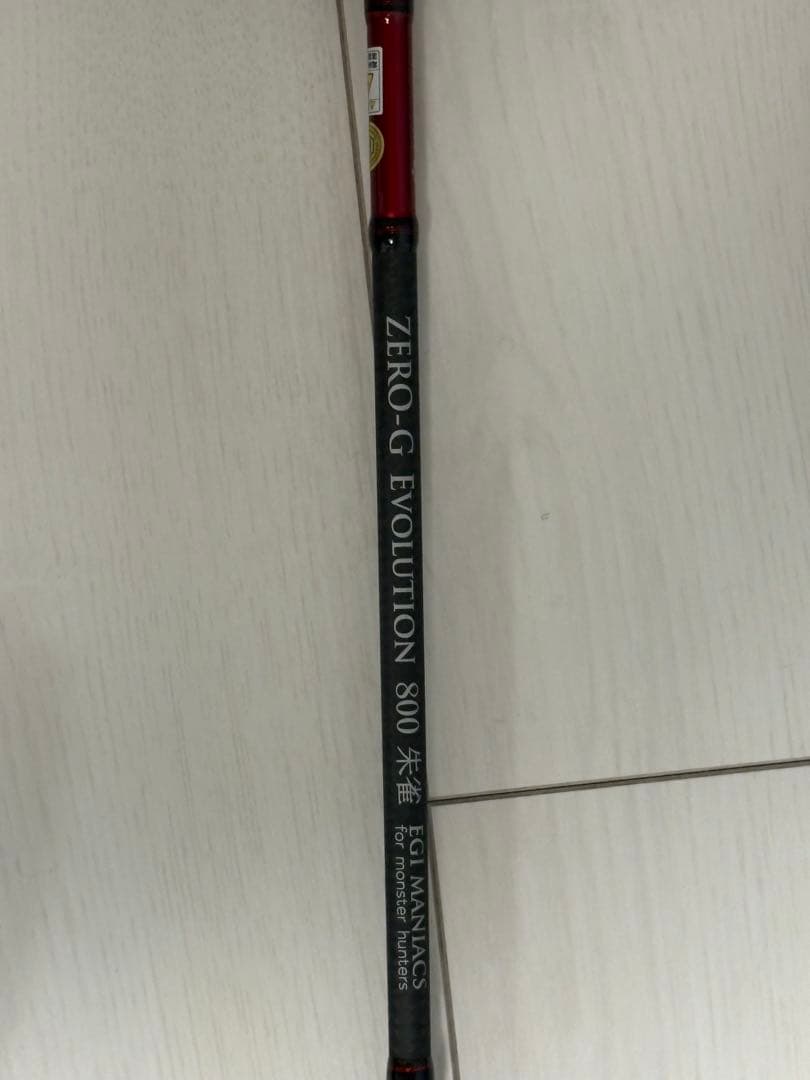 ZERO-G EVOLUTION 800 朱雀
EGI MANIACS
for monster hunters